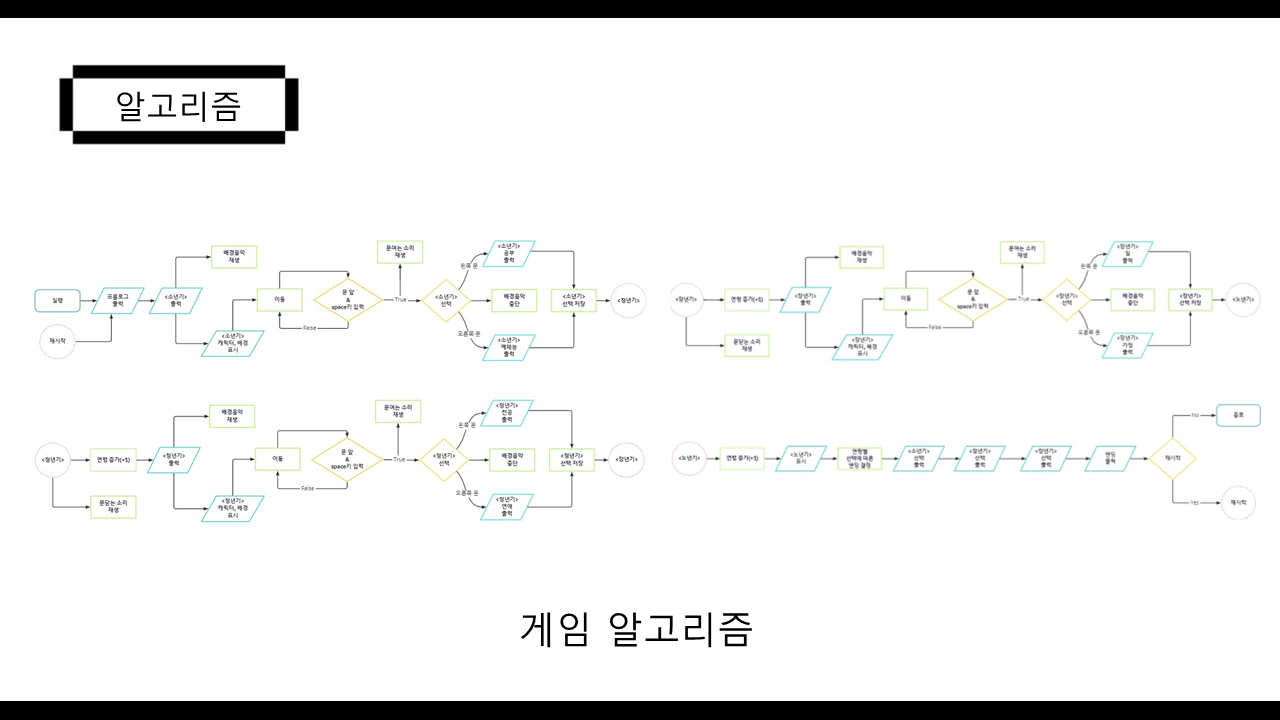 알고리즘
실행
재시작
프롤로그
출력
<소년기>
출력
배경음악
재생
<소년기>
캐릭터, 배경
표시
이동
문 앞
&
space키 입력
True
False
문여는 소리
재생
<소년기>
선택
왼쪽 문
오른쪽 문
<소년기>
공부
출력
배경음악
중단
<소년기>
예체능
출력
<소년기>
선택 저장
<청년기>
<장년기>
연령 증가(+1)
문닫는 소리
재생
<장년기>
출력
배경음악
재생
<장년기>
캐릭터, 배경
표시
이동
문 앞
&
space키 입력
True
False
문여는 소리
재생
<장년기>
선택
왼쪽 문
오른쪽 문
<장년기>
일
출력
배경음악
중단
<장년기>
가정
출력
<장년기>
선택 저장
<노년기>
<청년기>
연령 증가(+1)
문닫는 소리
재생
<청년기>
출력
배경음악
재생
<청년기>
캐릭터, 배경
표시
이동
문 앞
&
space키 입력
True
False
문여는 소리
재생
<청년기>
선택
왼쪽 문
오른쪽 문
<청년기>
전공
출력
배경음악
중단
<청년기>
연애
출력
<청년기>
선택 저장
<장년기>
<노년기>
연령 증가(+1)
<노년기>
표시
연령별
선택에 따른
엔딩 결정
<소년기>
선택
출력
<청년기>
선택
출력
<장년기>
선택
출력
엔딩
출력
재시작
No
Yes
종료
재시작
게임 알고리즘